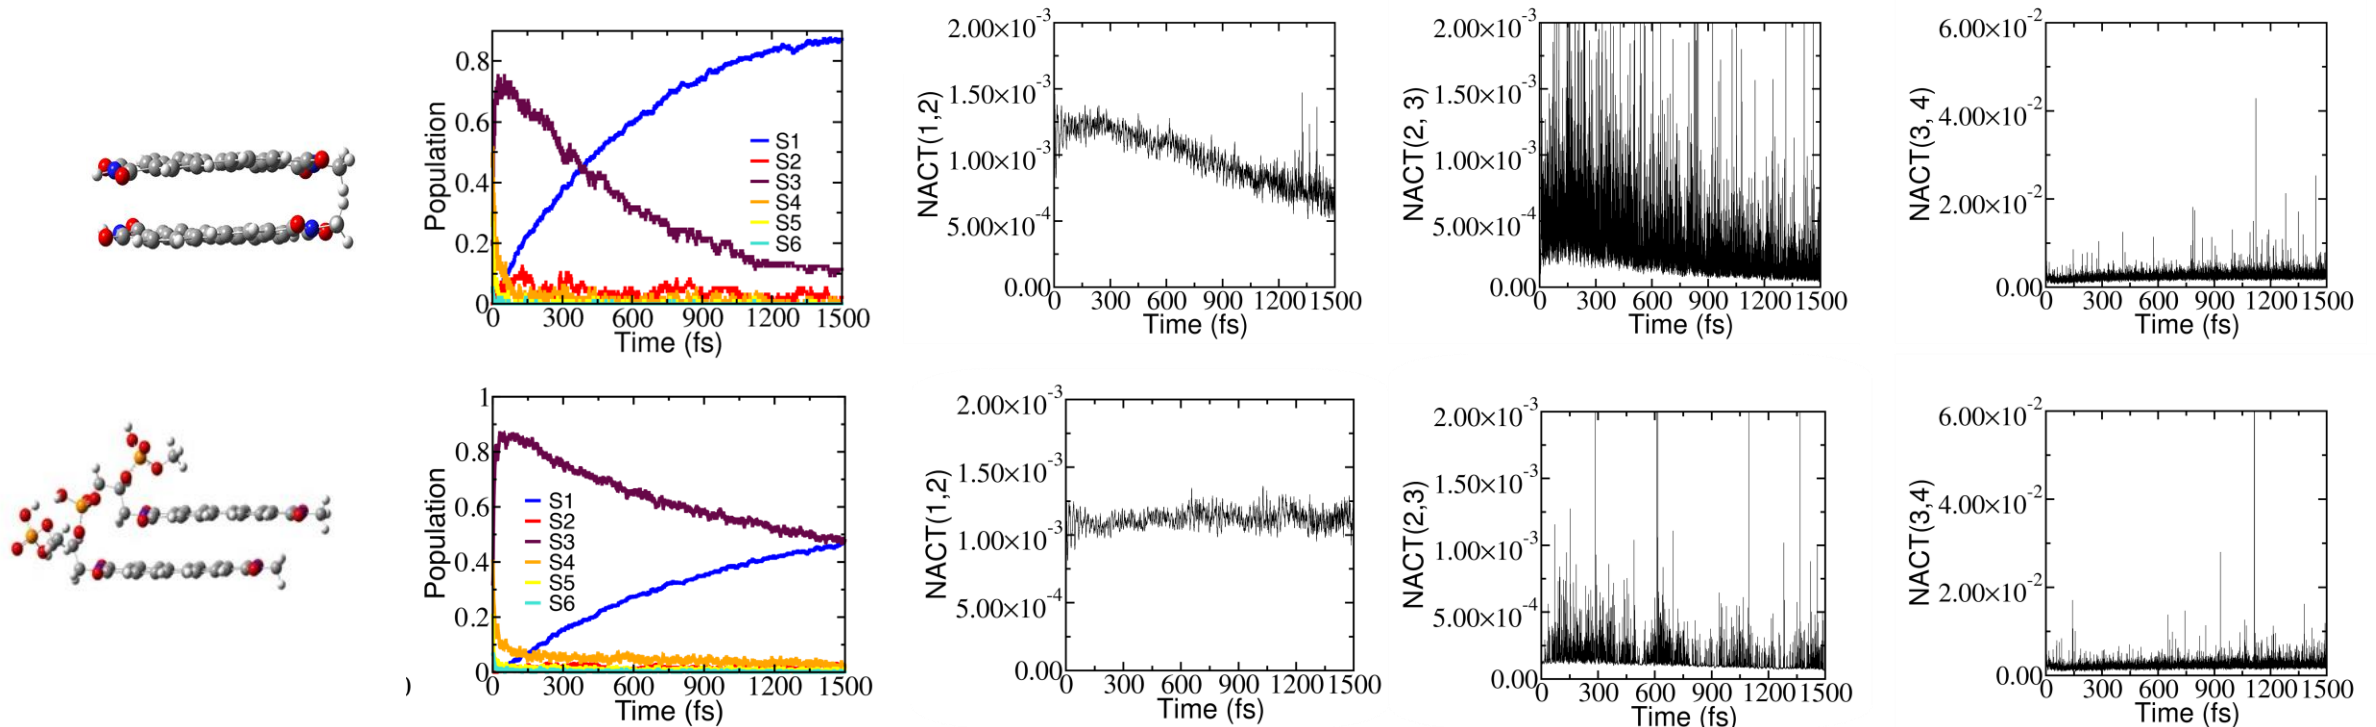 0.8
0.6
0.4
0.2
0
Population
S1
S2
S3
S4
S5
S6
0 300 600 900 1200 1500
Time (fs)
2.00×10-3
1.50×10-3
1.00×10-3
5.00×10-4
0.00
NACT(1,2)
0 300 600 900 1200 1500
Time (fs)
2.00×10-3
1.50×10-3
1.00×10-3
5.00×10-4
0.00
NACT(2, 3)
0 300 600 900 1200 1500
Time (fs)
6.00×10-2
4.00×10-2
2.00×10-2
0.00
NACT(3, 4)
0 300 600 900 1200 1500
Time (fs)
1
0.8
0.6
0.4
0.2
0
Population
S1
S2
S3
S4
S5
S6
0 300 600 900 1200 1500
Time (fs)
2.00×10-3
1.50×10-3
1.00×10-3
5.00×10-4
0.00
NACT(1,2)
0 300 600 900 1200 1500
Time (fs)
2.00×10-3
1.50×10-3
1.00×10-3
5.00×10-4
0.00
NACT(2,3)
0 300 600 900 1200 1500
Time (fs)
6.00×10-2
4.00×10-2
2.00×10-2
0.00
NACT(3,4)
0 300 600 900 1200 1500
Time (fs)